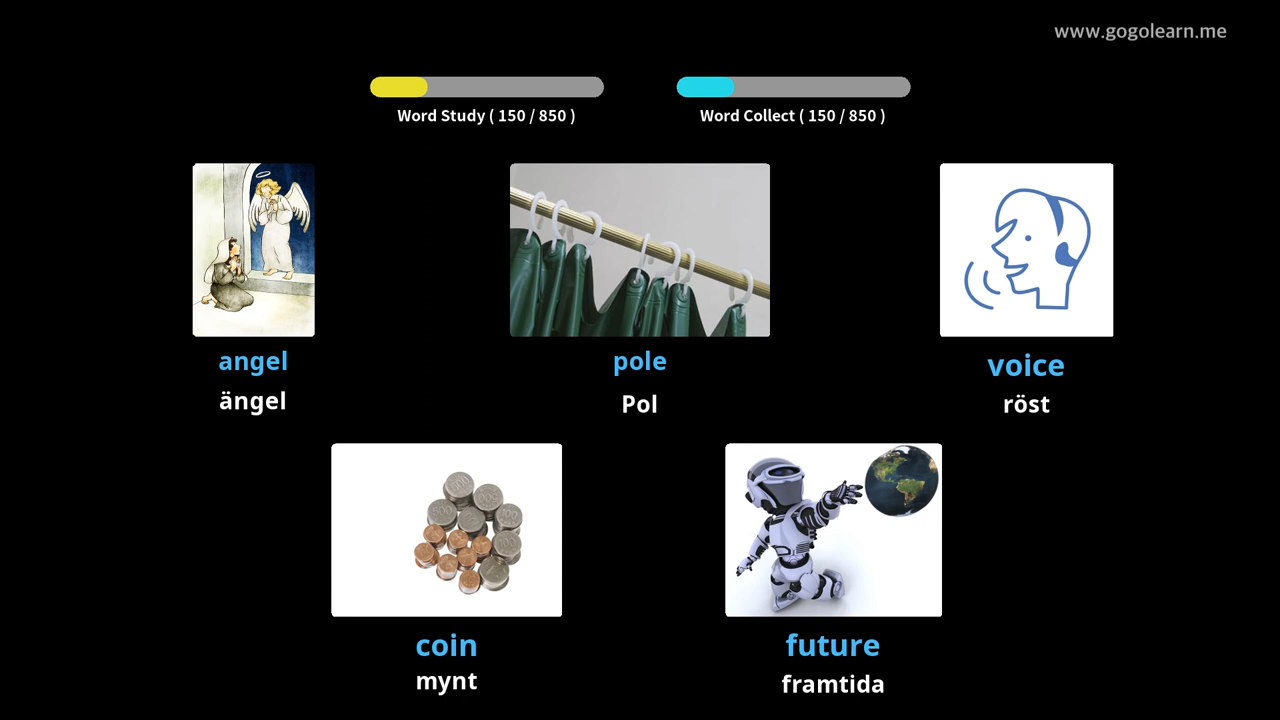 www.gogolearn.me
Word Study ( 150 / 850 )
Word Collect ( 150 / 850 )
angel
ängel
pole
Pol
voice
röst
coin
mynt
future
framtida